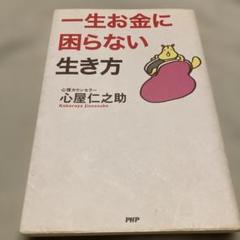 一生お金に
困らない
生き方
心理カウンセラー
心屋仁之助
Kokoroya Jinnosuke
PHP